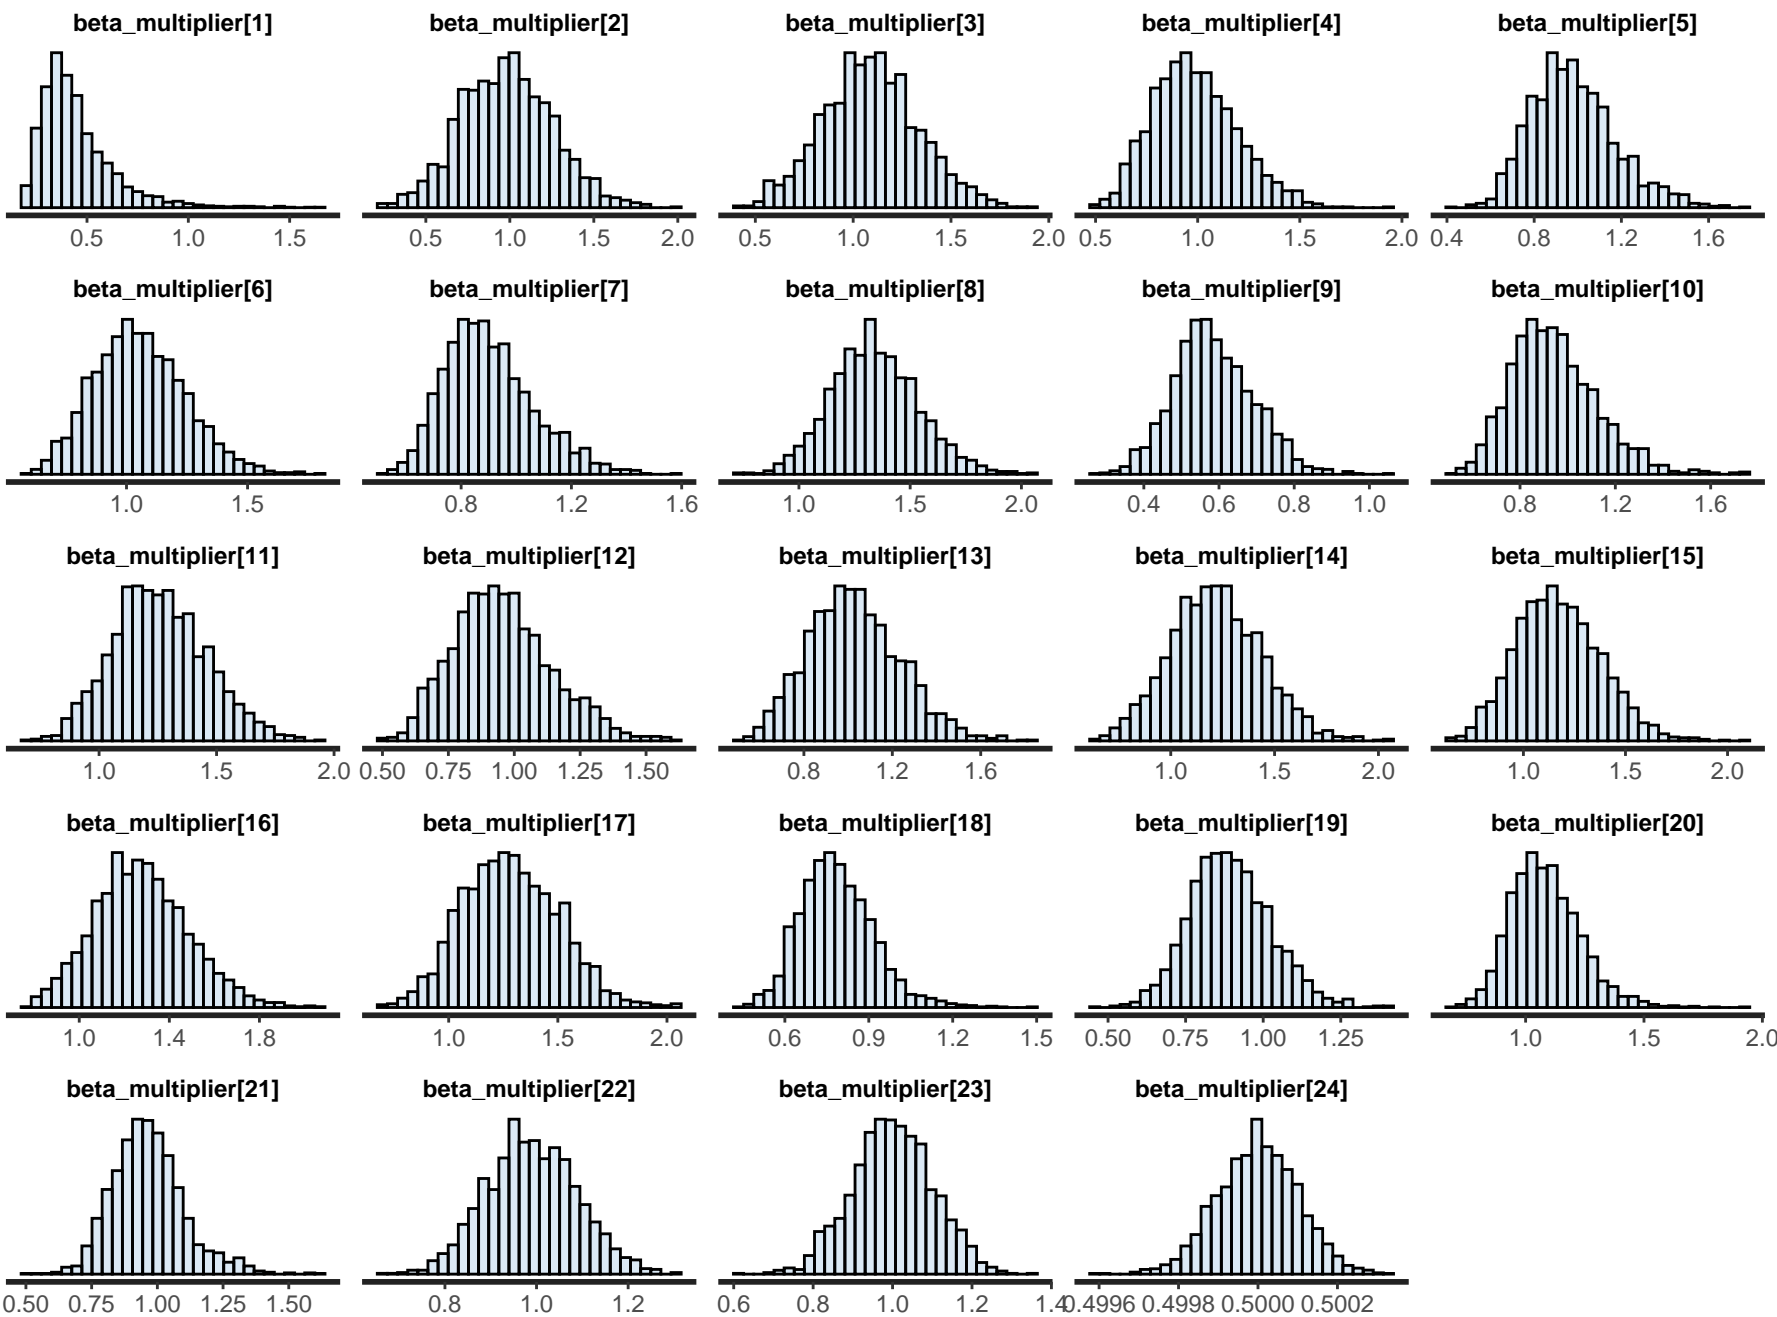 beta_multiplier[1] beta_multiplier[2] beta_multiplier[3] beta_multiplier[4] beta_multiplier[5]
0.5 1.0 1.5 0.5 1.0 1.5 2.0 0.5 1.0 1.5 2.0 0.5 1.0 1.5 2.0 0.4 0.8 1.2 1.6
beta_multiplier[6] beta_multiplier[7] beta_multiplier[8] beta_multiplier[9] beta_multiplier[10]
1.0 1.5 0.8 1.2 1.6 1.0 1.5 2.0 0.4 0.6 0.8 1.0 0.8 1.2 1.6
beta_multiplier[11] beta_multiplier[12] beta_multiplier[13] beta_multiplier[14] beta_multiplier[15]
1.0 1.5 2.0 0.50 0.75 1.00 1.25 1.50 0.8 1.2 1.6 1.0 1.5 2.0 1.0 1.5 2.0
beta_multiplier[16] beta_multiplier[17] beta_multiplier[18] beta_multiplier[19] beta_multiplier[20]
1.0 1.4 1.8 1.0 1.5 2.0 0.6 0.9 1.2 1.5 0.50 0.75 1.00 1.25 1.0 1.5 2.0
beta_multiplier[21] beta_multiplier[22] beta_multiplier[23] beta_multiplier[24]
0.50 0.75 1.00 1.25 1.50 0.8 1.0 1.2 0.6 0.8 1.0 1.2 1.4 0.4996 0.4998 0.5000 0.5002